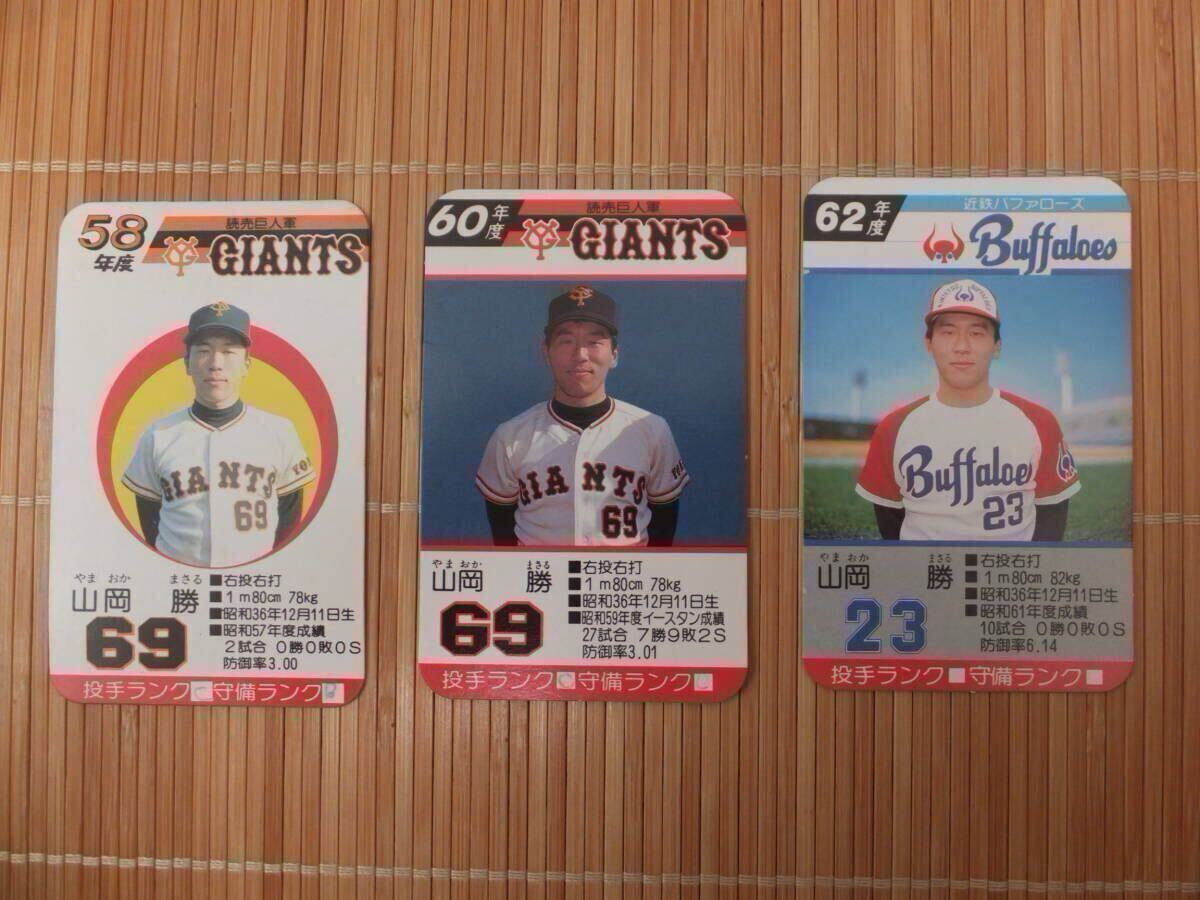 58
年度
読売巨人軍
GIANTS
GIANTS
69
やま おか まさる
山岡 勝
69
■右投右打
■1m80cm 78kg
■昭和36年12月11日生
■昭和57年度成績
2試合 0勝0敗0S
防御率3.00
投手ランク C 守備ランク
60年度
読売巨人軍
GIANTS
GIANTS
69
やま おか まさる
山岡 勝
69
■右投右打
■1m80cm 78kg
■昭和36年12月11日生
■昭和59年度イースタン成績
27試合 7勝9敗2S
防御率3.01
投手ランク C 守備ランク
62年度
近鉄バファローズ
Buffaloes
Buffaloe
23
やま おか まさる
山岡 勝
23
■右投右打
■1m80cm 82kg
■昭和36年12月11日生
■昭和61年度成績
10試合 0勝0敗0S
防御率6.14
投手ランク■守備ランク■